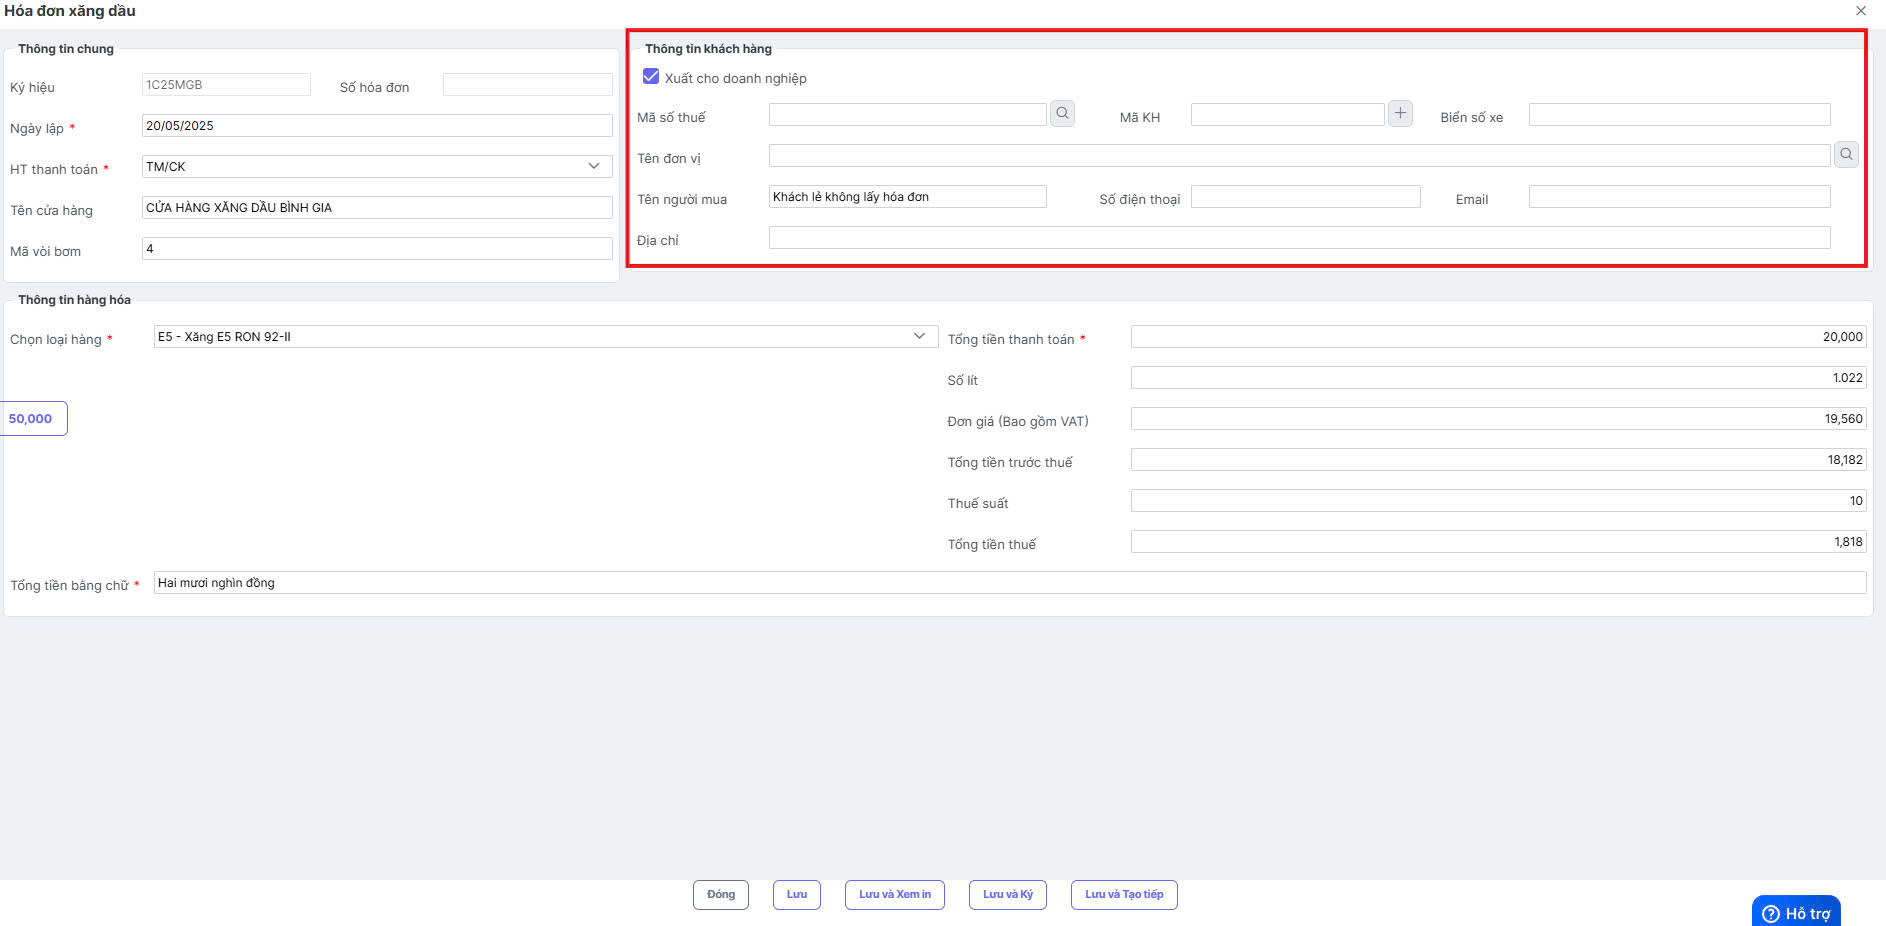 Hóa đơn xăng dầu
Thông tin chung
Ký hiệu 1C25MGB Số hóa đơn
Ngày lập * 20/05/2025
HT thanh toán * TM/CK
Tên cửa hàng CỬA HÀNG XĂNG DẦU BÌNH GIA
Mã vòi bơm 4
Thông tin khách hàng
Xuất cho doanh nghiệp
Mã số thuế Mã KH Biển số xe
Tên đơn vị
Tên người mua Khách lẻ không lấy hóa đơn Số điện thoại Email
Địa chỉ
Thông tin hàng hóa
Chọn loại hàng * E5 - Xăng E5 RON 92-II
50,000
Tổng tiền thanh toán * 20,000
Số lít 1.022
Đơn giá (Bao gồm VAT) 19,560
Tổng tiền trước thuế 18,182
Thuế suất 10
Tổng tiền thuế 1,818
Tổng tiền bằng chữ * Hai mươi nghìn đồng
Đóng Lưu Lưu và Xem in Lưu và Ký Lưu và Tạo tiếp
Hỗ trợ